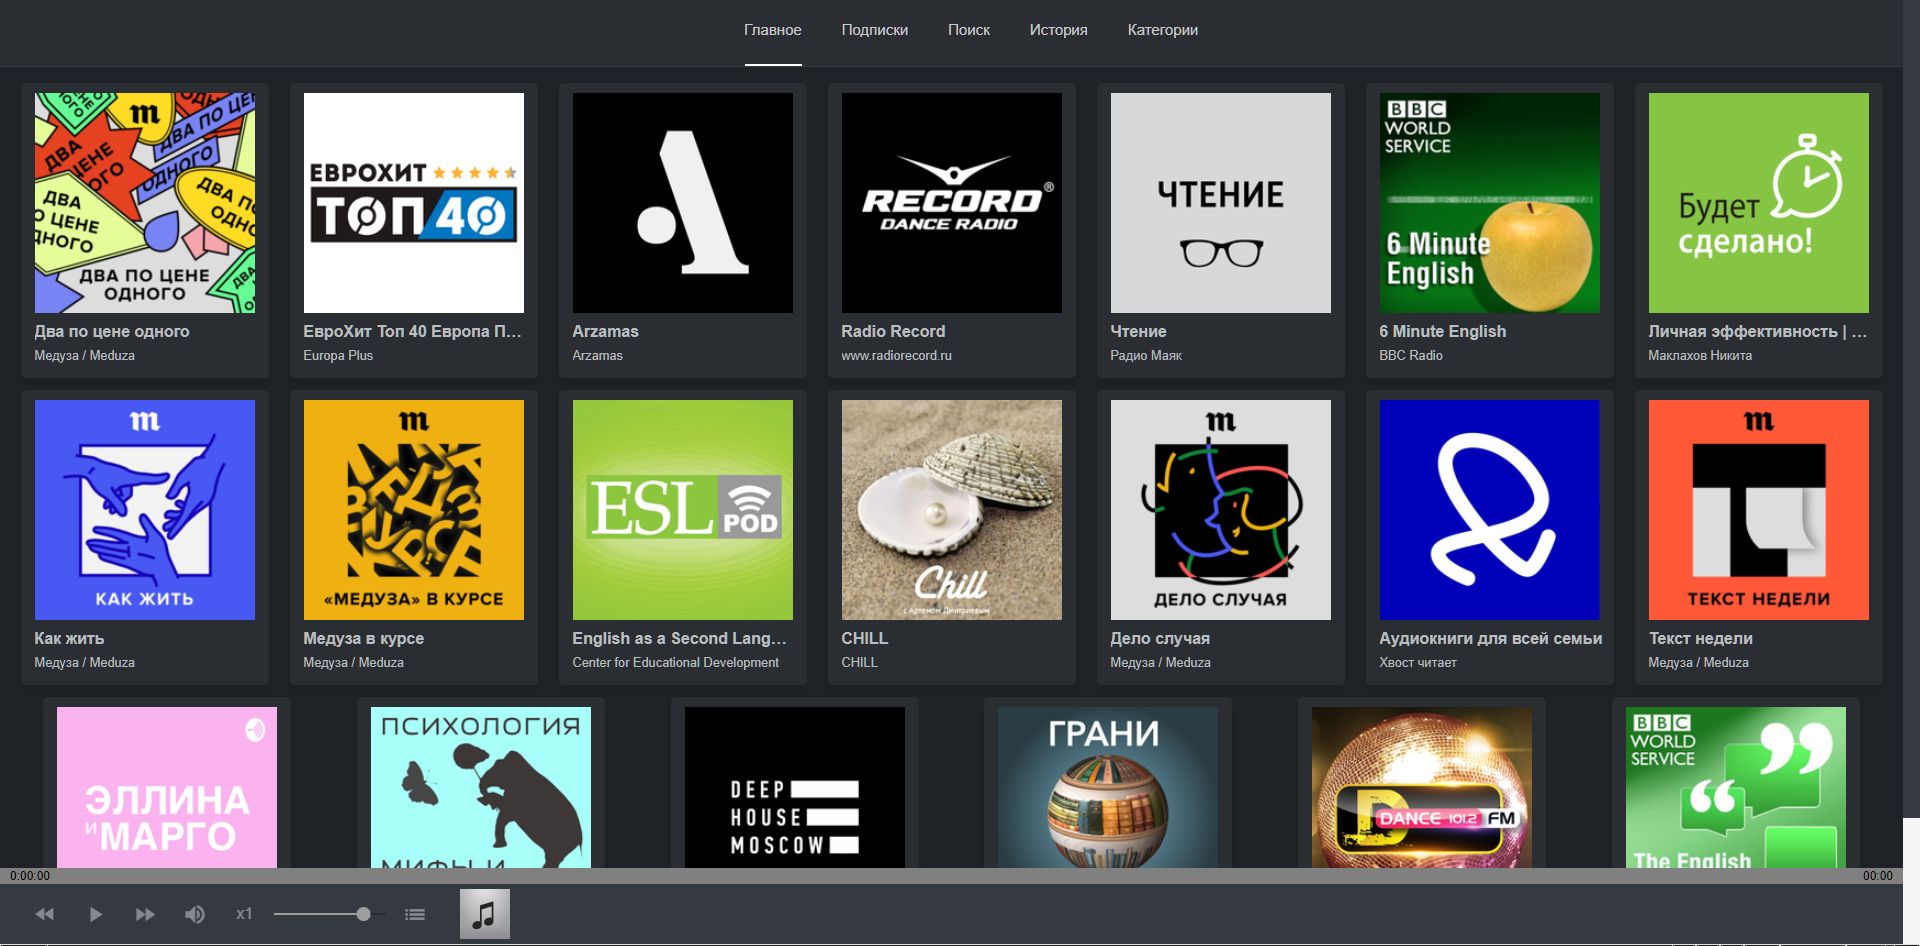 Главное Подписки Поиск История Категории
ДВА ПО ЦЕНЕ
ОДНОГО
Два по цене одного
Медуза / Meduza
ЕВРОХИТ
ТОП 40
ЕвроХит Топ 40 Европа П...
Europa Plus
Arzamas
Arzamas
RECORD®
DANCE RADIO
Radio Record
www.radiorecord.ru
ЧТЕНИЕ
Чтение
Радио Маяк
BBC
WORLD
SERVICE
6 Minute
English
6 Minute English
BBC Radio
Будет
сделано!
Личная эффективность | ...
Маклахов Никита
m
КАК ЖИТЬ
Как жить
Медуза / Meduza
m
«МЕДУЗА» В КУРСЕ
Медуза в курсе
Медуза / Meduza
ESL
POD
English as a Second Lang...
Center for Educational Development
Chill
с Артёмом Дмитриевым
CHILL
CHILL
m
ДЕЛО СЛУЧАЯ
Дело случая
Медуза / Meduza
Аудиокниги для всей семьи
Хвост читает
m
ТЕКСТ НЕДЕЛИ
Текст недели
Медуза / Meduza
ЭЛЛИНА
И МАРГО
ПСИХОЛОГИЯ
МИФЫ И
DEEP
HOUSE
MOSCOW
ГРАНИ
D
DANCE 101.2 FM
BBC
WORLD
SERVICE
The English
0:00:00 00:00
x1